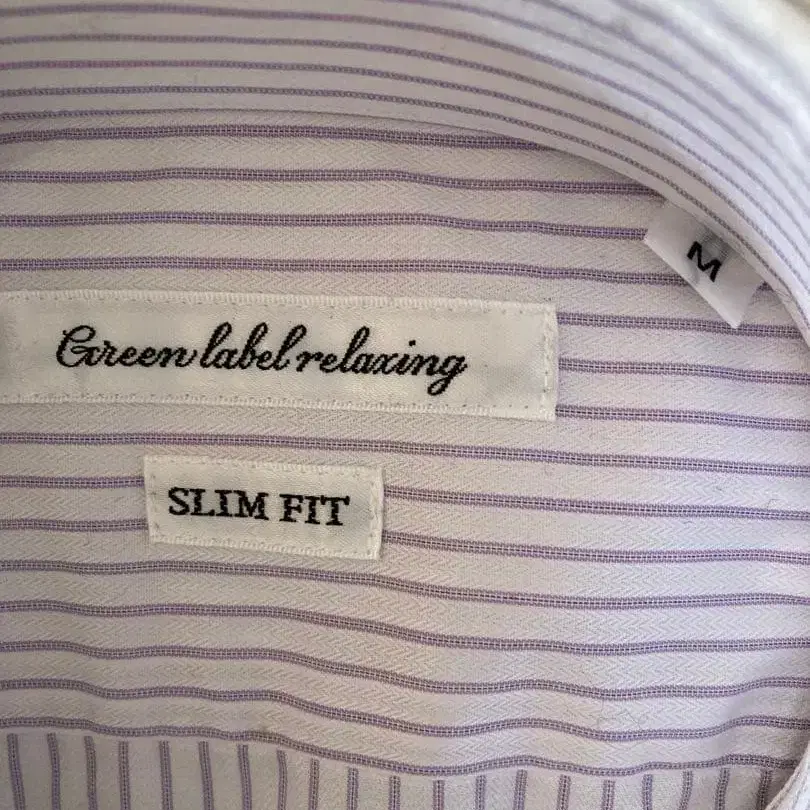 M
Green label relaxing
SLIM FIT